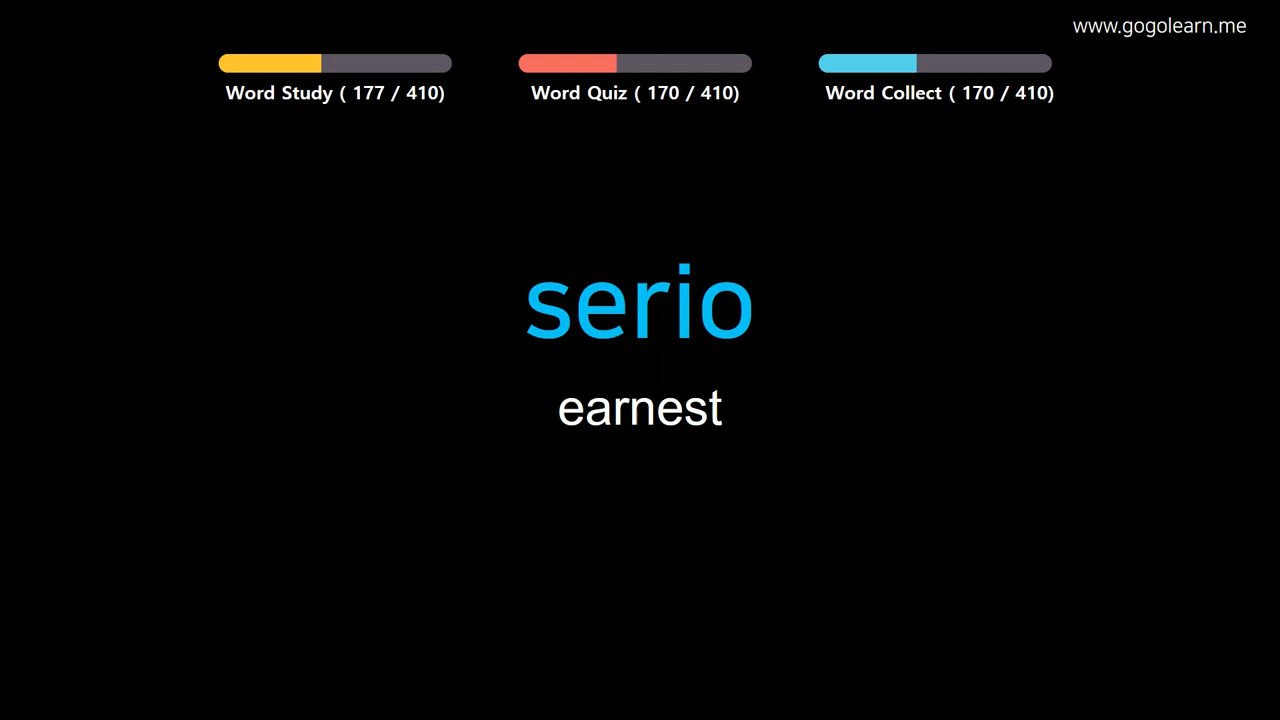 www.gogolearn.me
Word Study ( 177 / 410)
Word Quiz ( 170 / 410)
Word Collect ( 170 / 410)
serio
earnest